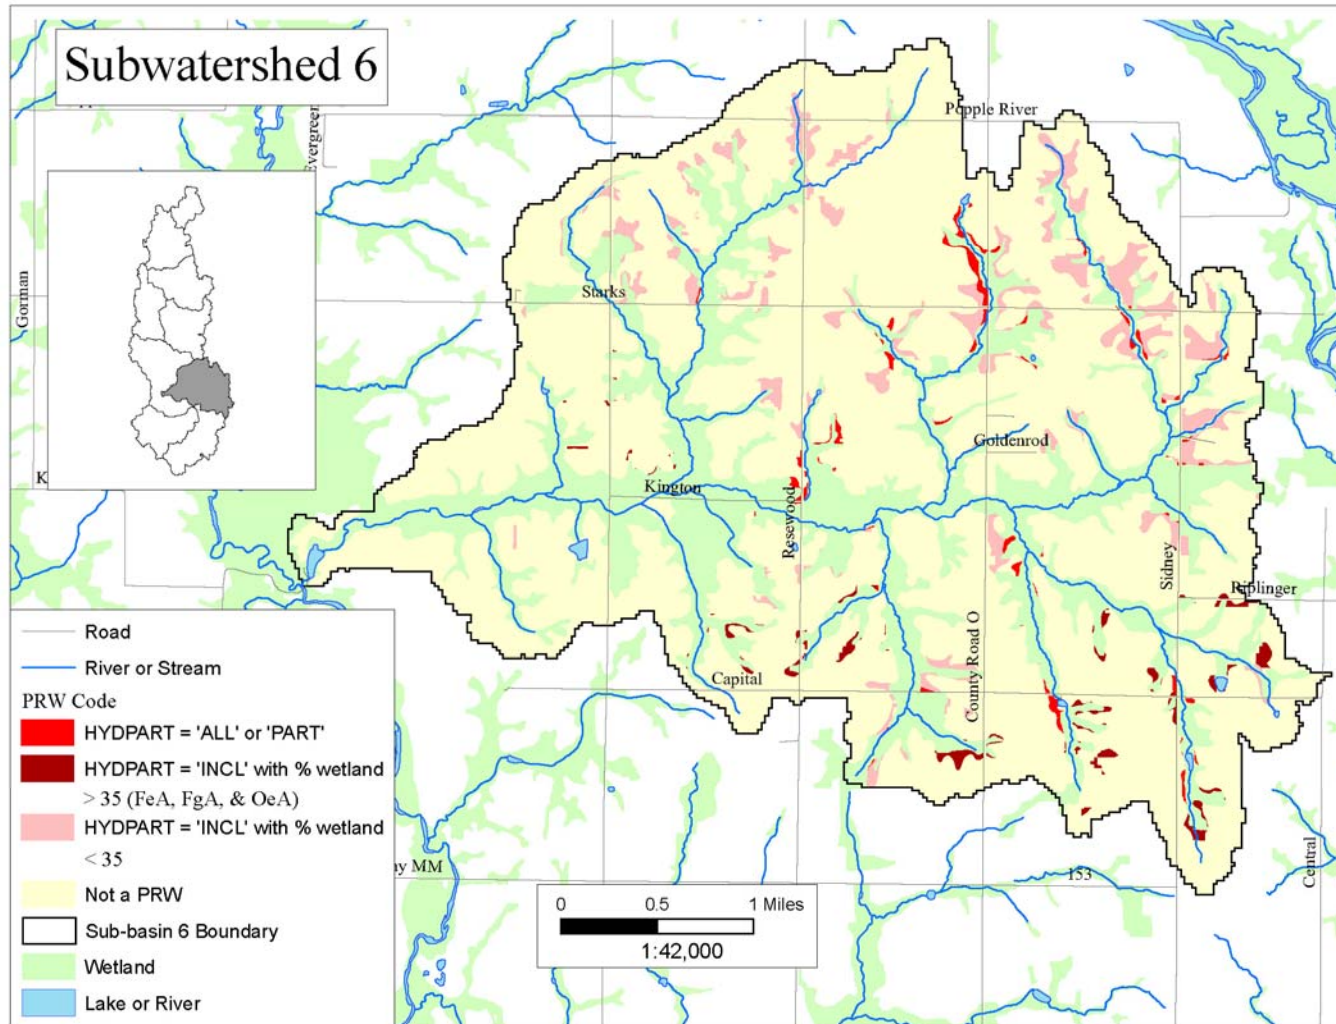 Subwatershed 6
Evergreen
Popple River
Gorman
Starks
Goldenrod
K
Kington
Resewood
Sidney
Riplinger
County Road O
Capital
ny MM
153
Central
Road
River or Stream
PRW Code
HYDPART = 'ALL' or 'PART'
HYDPART = 'INCL' with % wetland
> 35 (FeA, FgA, & OeA)
HYDPART = 'INCL' with % wetland
< 35
Not a PRW
Sub-basin 6 Boundary
Wetland
Lake or River
0 0.5 1 Miles
1:42,000